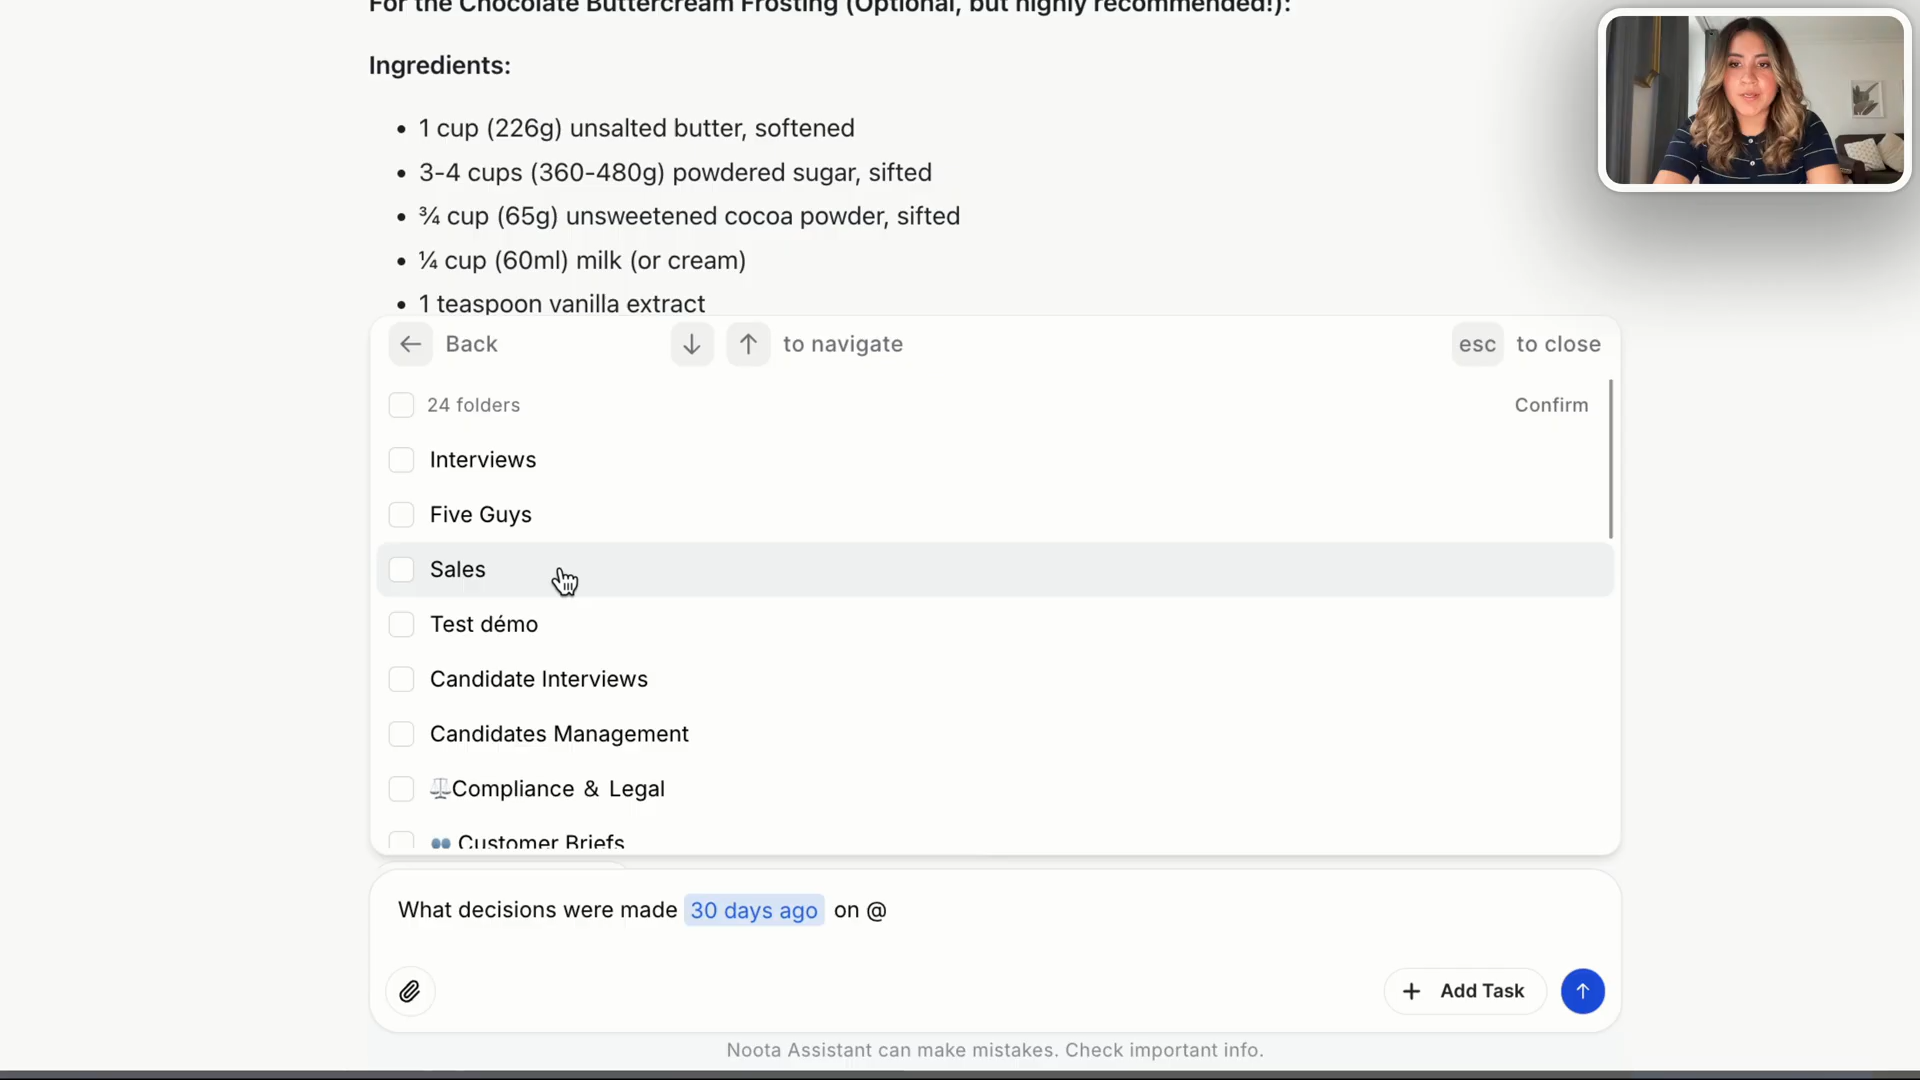 For the Chocolate Buttercream Frosting (Optional, but highly recommended!):
Ingredients:
• 1 cup (226g) unsalted butter, softened
• 3-4 cups (360-480g) powdered sugar, sifted
• ¾ cup (65g) unsweetened cocoa powder, sifted
• ¼ cup (60ml) milk (or cream)
• 1 teaspoon vanilla extract
← Back ↓ ↑ to navigate esc to close
24 folders Confirm
Interviews
Five Guys
Sales
Test démo
Candidate Interviews
Candidates Management
⚖️Compliance & Legal
👥 Customer Briefs
What decisions were made 30 days ago on @
+ Add Task
Noota Assistant can make mistakes. Check important info.